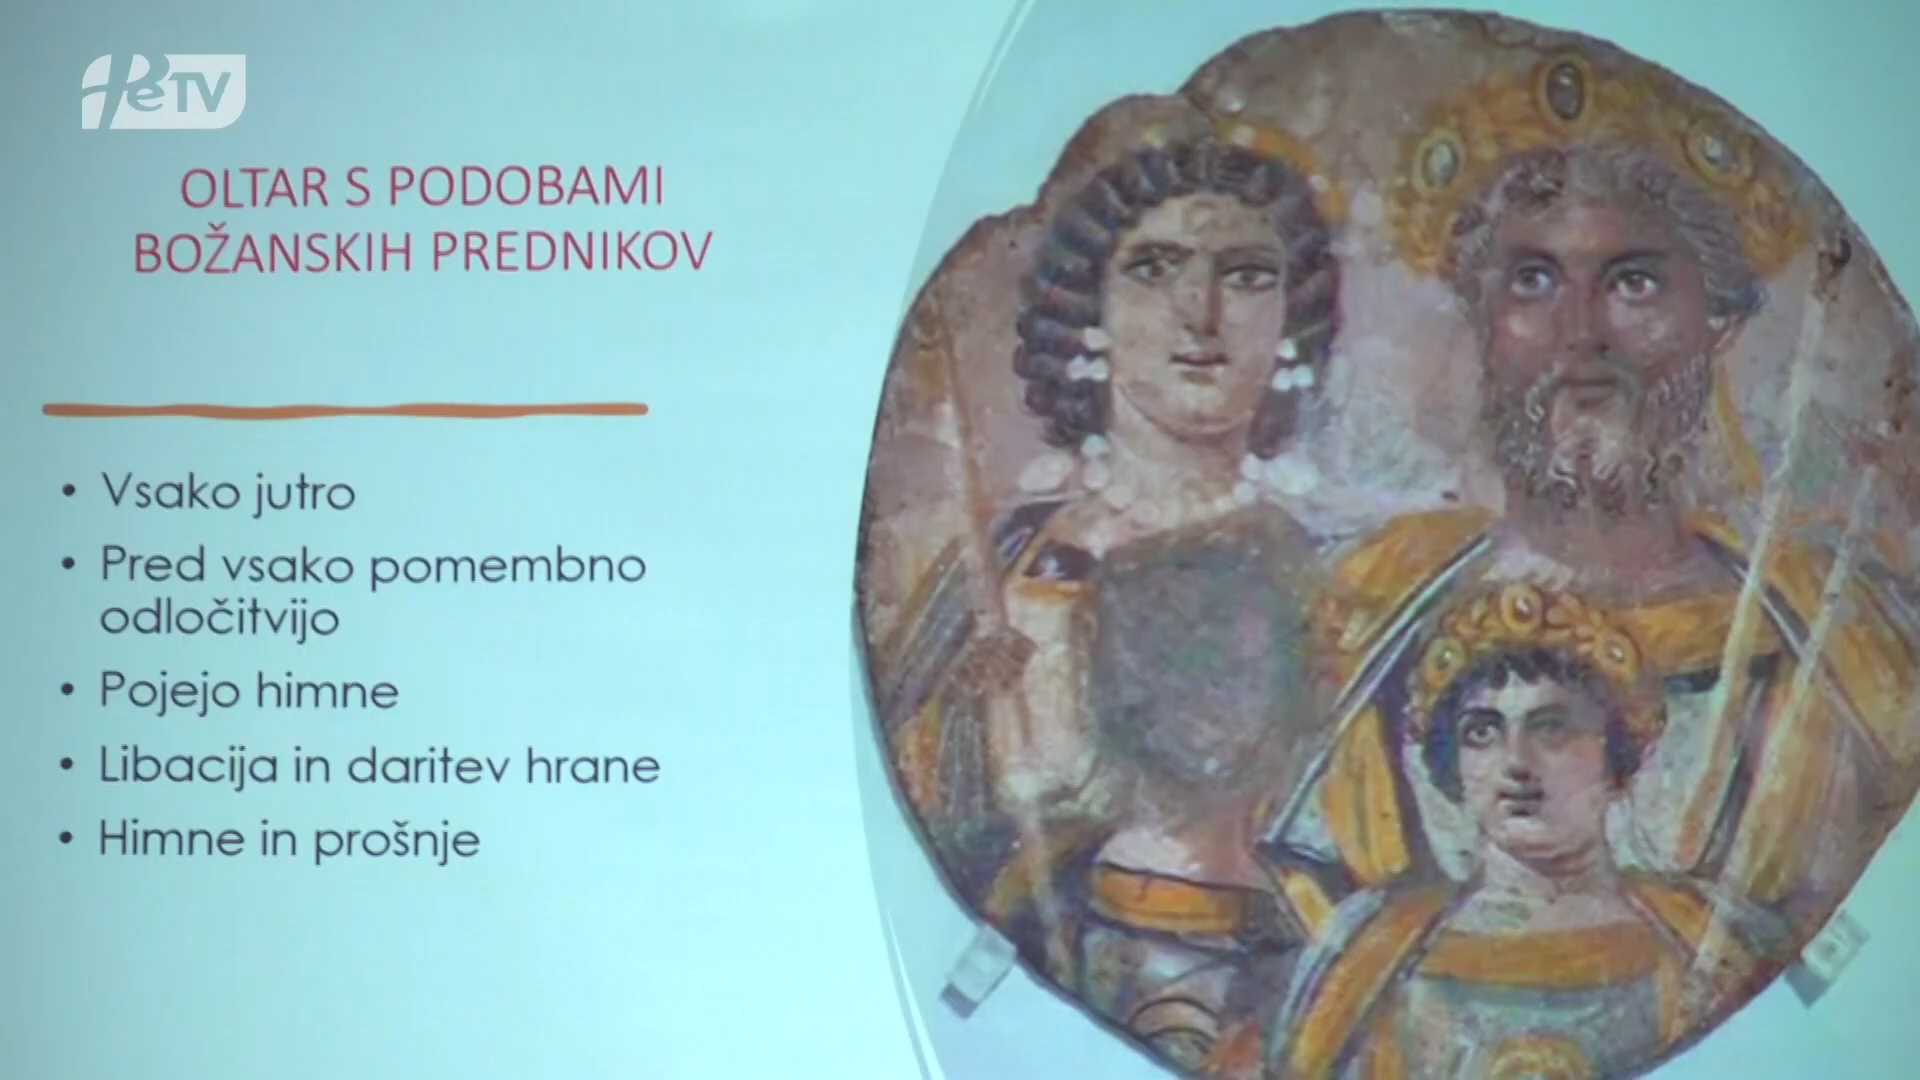 HeTV
OLTAR S PODOBAMI
BOŽANSKIH PREDNIKOV
• Vsako jutro
• Pred vsako pomembno
odločitvijo
• Pojejo himne
• Libacija in daritev hrane
• Himne in prošnje